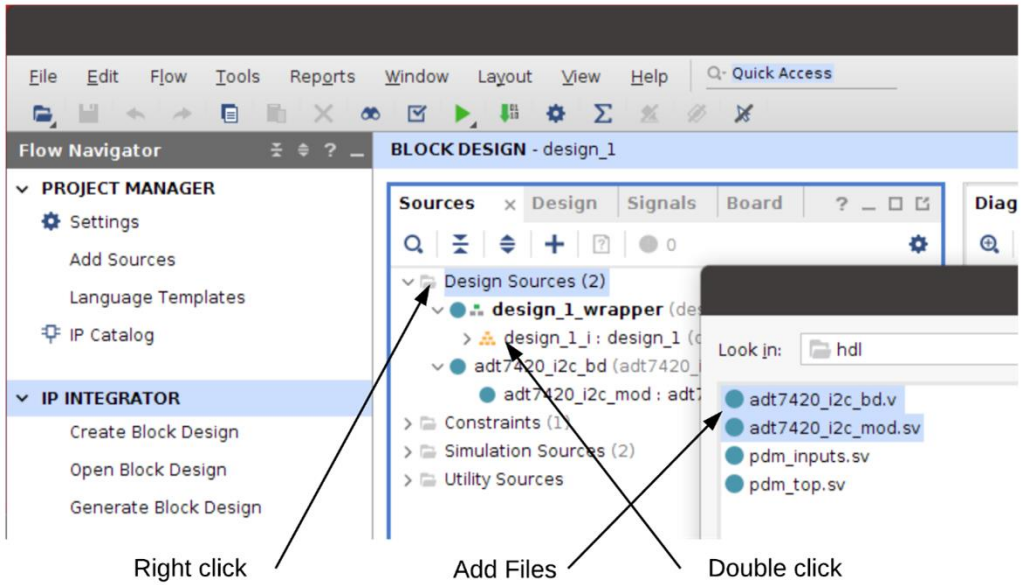 File Edit Flow Tools Reports Window Layout View Help Quick Access
Flow Navigator
BLOCK DESIGN - design_1
PROJECT MANAGER
Settings
Add Sources
Language Templates
IP Catalog
IP INTEGRATOR
Create Block Design
Open Block Design
Generate Block Design
Sources Design Signals Board
0
Design Sources (2)
design_1_wrapper
design_1_i : design_1
adt7420_i2c_bd (adt7420_i
adt7420_i2c_mod : adt7
Constraints (1)
Simulation Sources (2)
Utility Sources
Diag
Look in: hdl
adt7420_i2c_bd.v
adt7420_i2c_mod.sv
pdm_inputs.sv
pdm_top.sv
Right click
Add Files
Double click